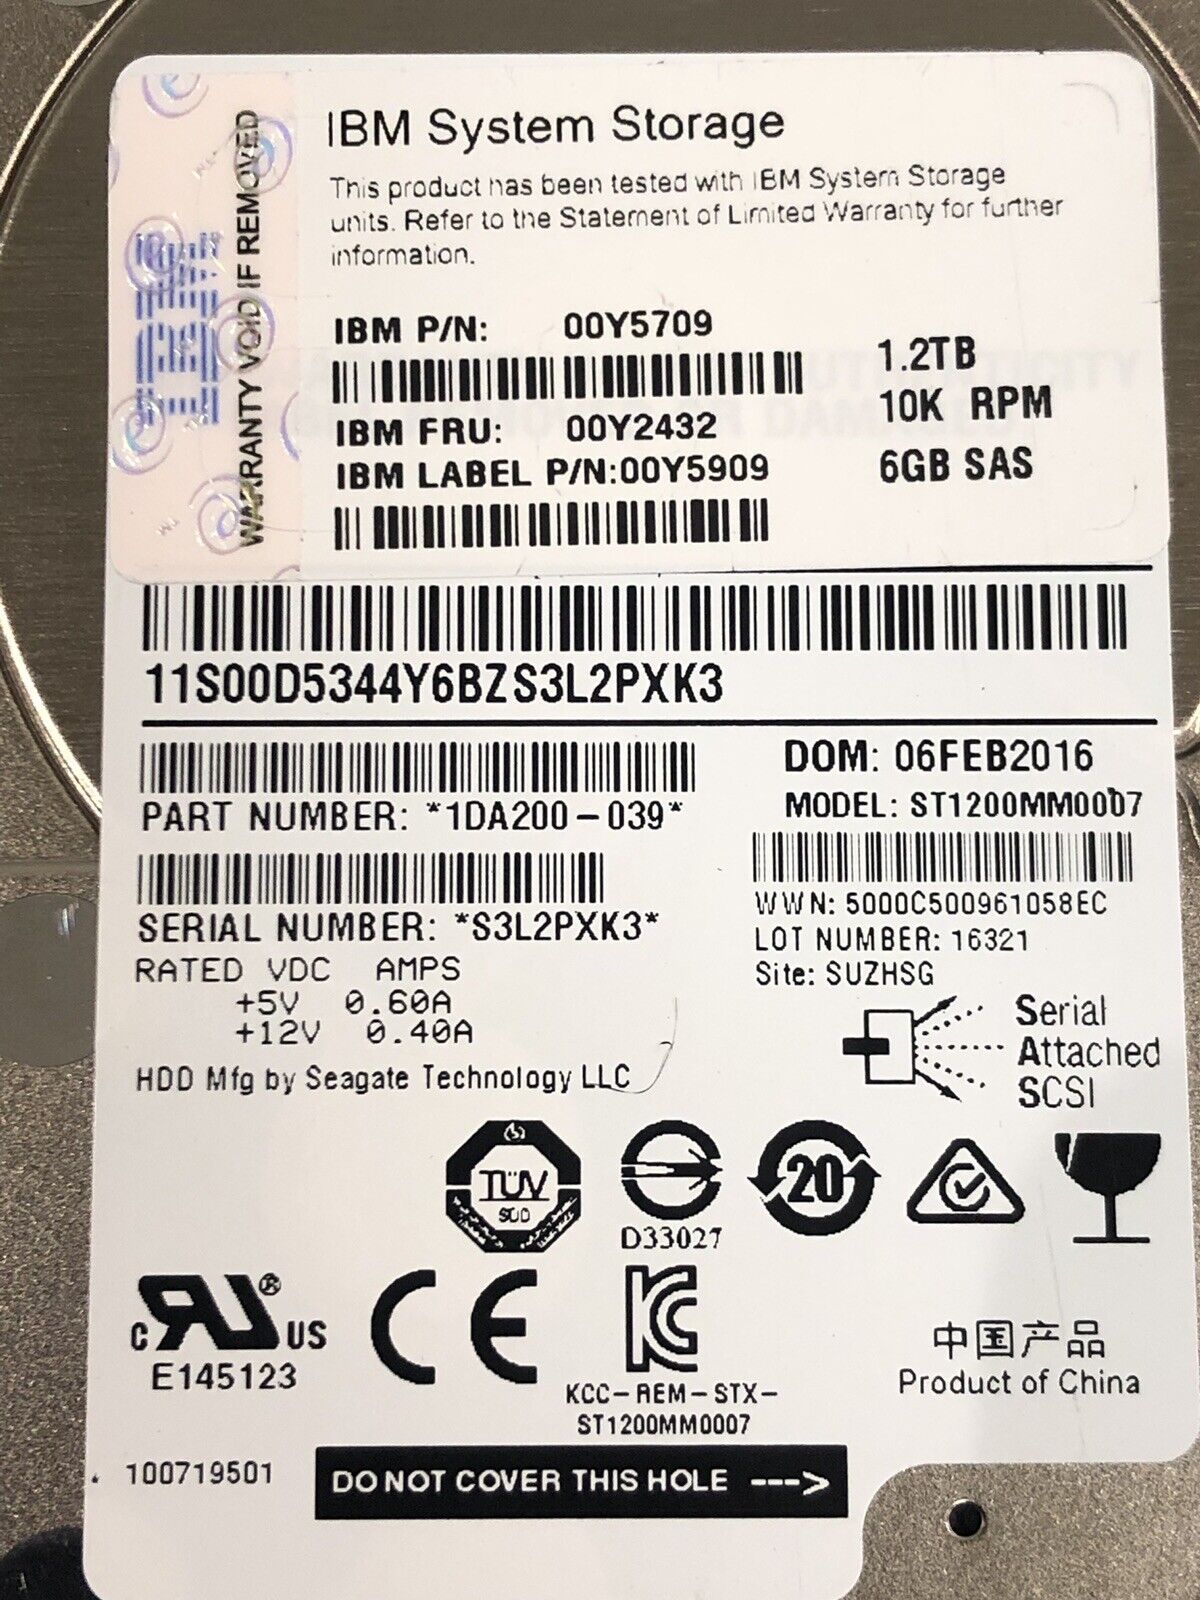 IBM
WARRANTY VOID IF REMOVED
IBM System Storage
This product has been tested with IBM System Storage
units. Refer to the Statement of Limited Warranty for further
information.
IBM P/N: 00Y5709
1.2TB
10K RPM
6GB SAS
IBM FRU: 00Y2432
IBM LABEL P/N:00Y5909
11S00D5344Y6BZS3L2PXK3
DOM: 06FEB2016
PART NUMBER: *1DA200-039*
MODEL: ST1200MM0007
SERIAL NUMBER: *S3L2PXK3*
WWN: 5000C500961058EC
LOT NUMBER: 16321
Site: SUZHSG
RATED VDC AMPS
+5V 0.60A
+12V 0.40A
HDD Mfg by Seagate Technology LLC
Serial
Attached
SCSI
TÜV
SÜD
D33027
20
c RU ® US
E145123
CE
KC
KCC-REM-STX-
ST1200MM0007
中国产品
Product of China
100719501
DO NOT COVER THIS HOLE --->